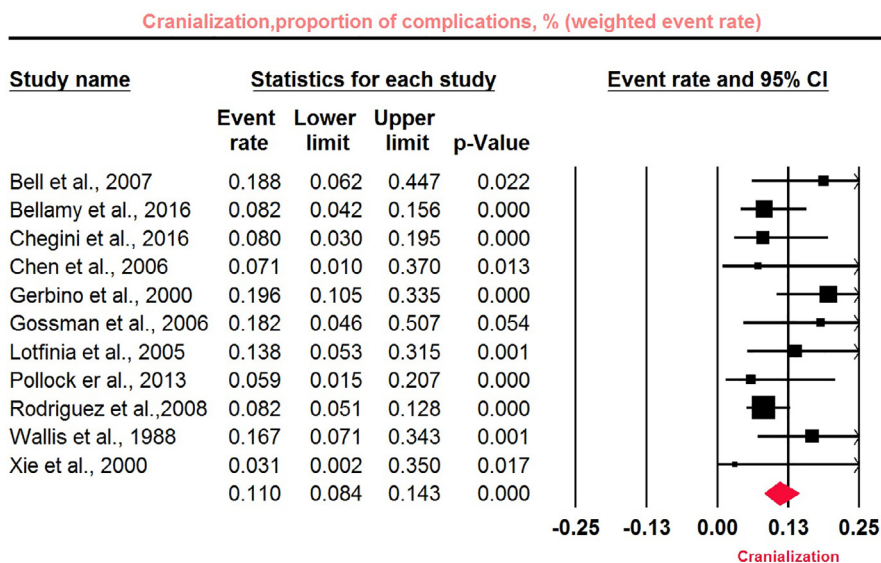 Cranialization,proportion of complications, % (weighted event rate)
Study name Statistics for each study Event rate and 95% CI
Event Lower Upper
rate limit limit p-Value
Bell et al., 2007 0.188 0.062 0.447 0.022
Bellamy et al., 2016 0.082 0.042 0.156 0.000
Chegini et al., 2016 0.080 0.030 0.195 0.000
Chen et al., 2006 0.071 0.010 0.370 0.013
Gerbino et al., 2000 0.196 0.105 0.335 0.000
Gossman et al., 2006 0.182 0.046 0.507 0.054
Lotfinia et al., 2005 0.138 0.053 0.315 0.001
Pollock er al., 2013 0.059 0.015 0.207 0.000
Rodriguez et al.,2008 0.082 0.051 0.128 0.000
Wallis et al., 1988 0.167 0.071 0.343 0.001
Xie et al., 2000 0.031 0.002 0.350 0.017
0.110 0.084 0.143 0.000
-0.25 -0.13 0.00 0.13 0.25
Cranialization